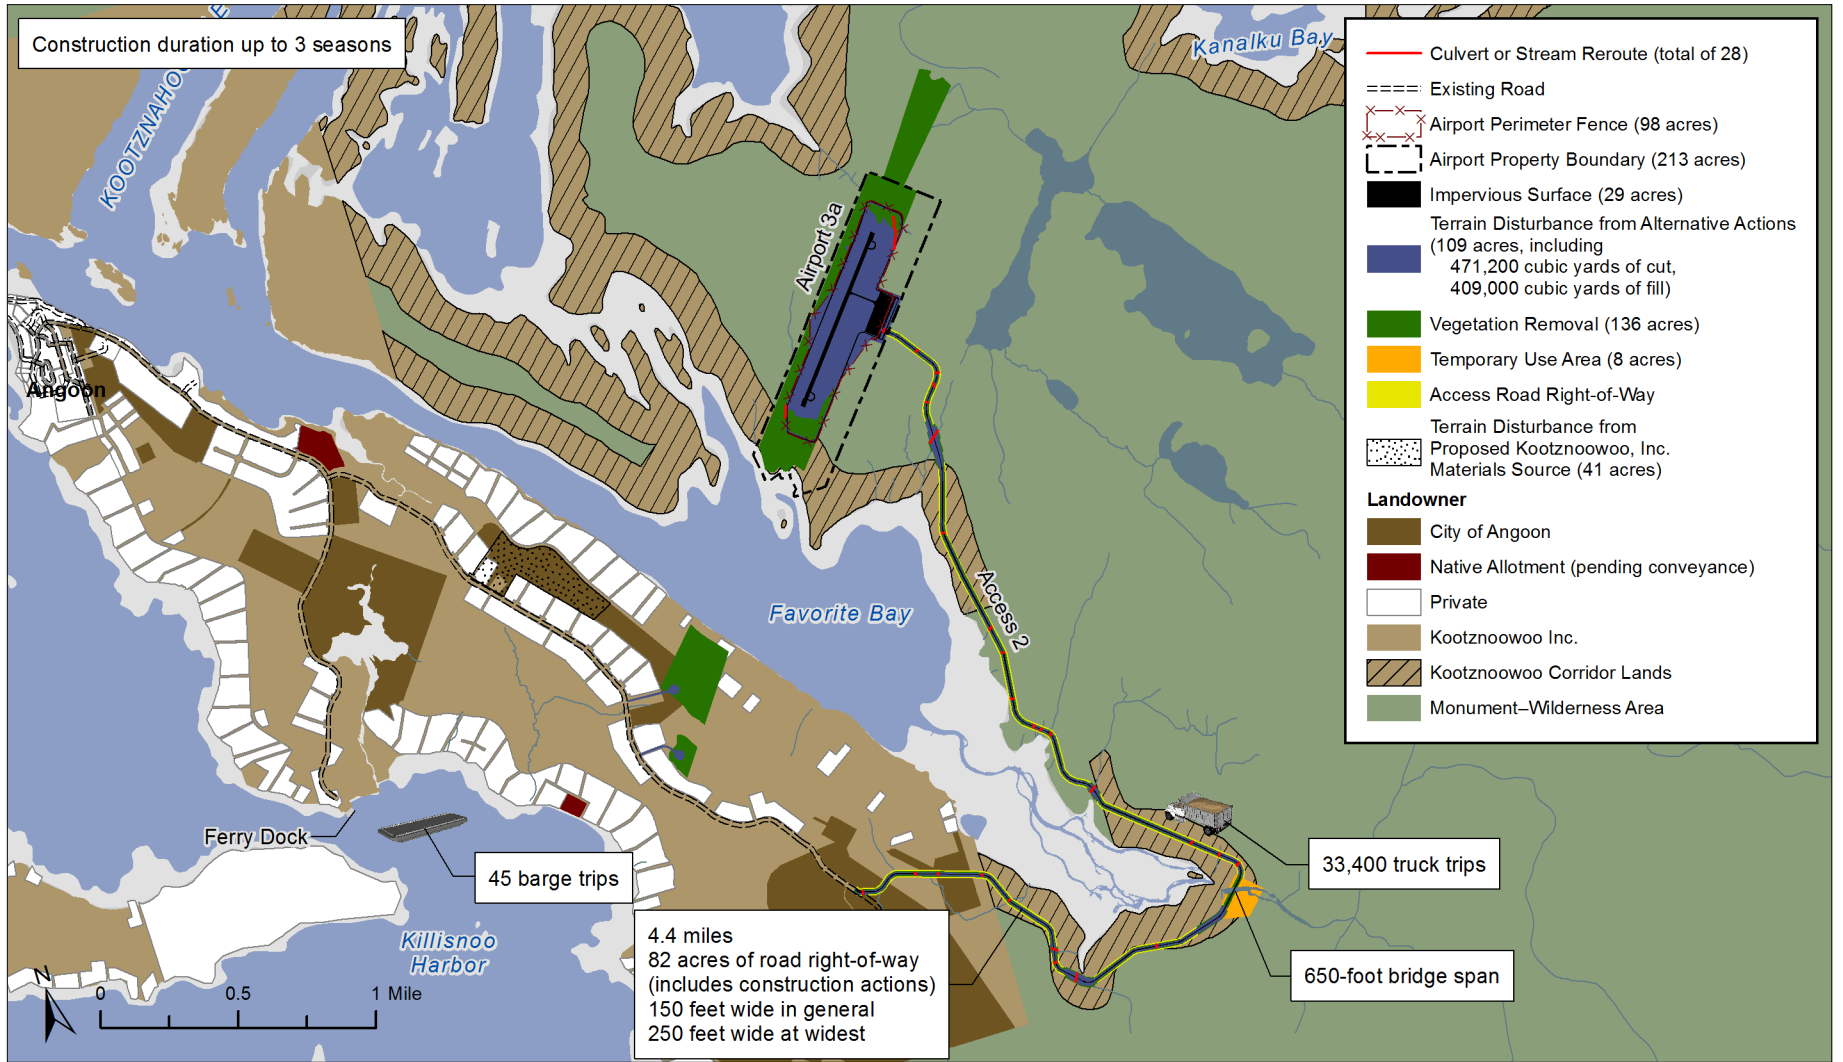 Construction duration up to 3 seasons
KOOTZNAHOO
Kanalku Bay
Airport 3a
Angoon
Favorite Bay
Access 2
Ferry Dock
45 barge trips
Killisnoo
Harbor
33,400 truck trips
650-foot bridge span
4.4 miles
82 acres of road right-of-way
(includes construction actions)
150 feet wide in general
250 feet wide at widest
N
0 0.5 1 Mile
Culvert or Stream Reroute (total of 28)
Existing Road
Airport Perimeter Fence (98 acres)
Airport Property Boundary (213 acres)
Impervious Surface (29 acres)
Terrain Disturbance from Alternative Actions
(109 acres, including
471,200 cubic yards of cut,
409,000 cubic yards of fill)
Vegetation Removal (136 acres)
Temporary Use Area (8 acres)
Access Road Right-of-Way
Terrain Disturbance from
Proposed Kootznoowoo, Inc.
Materials Source (41 acres)
Landowner
City of Angoon
Native Allotment (pending conveyance)
Private
Kootznoowoo Inc.
Kootznoowoo Corridor Lands
Monument–Wilderness Area